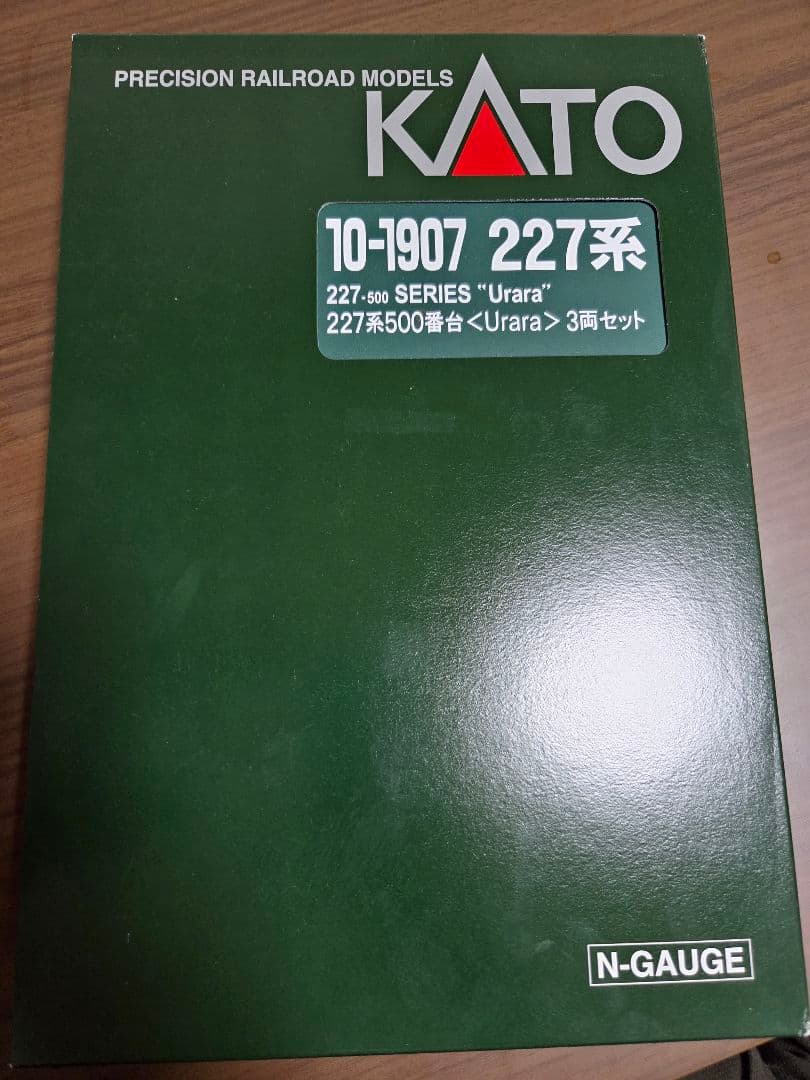 PRECISION RAILROAD MODELS
KATO
10-1907 227系
227-500 SERIES "Urara"
227系500番台<Urara> 3両セット
N-GAUGE